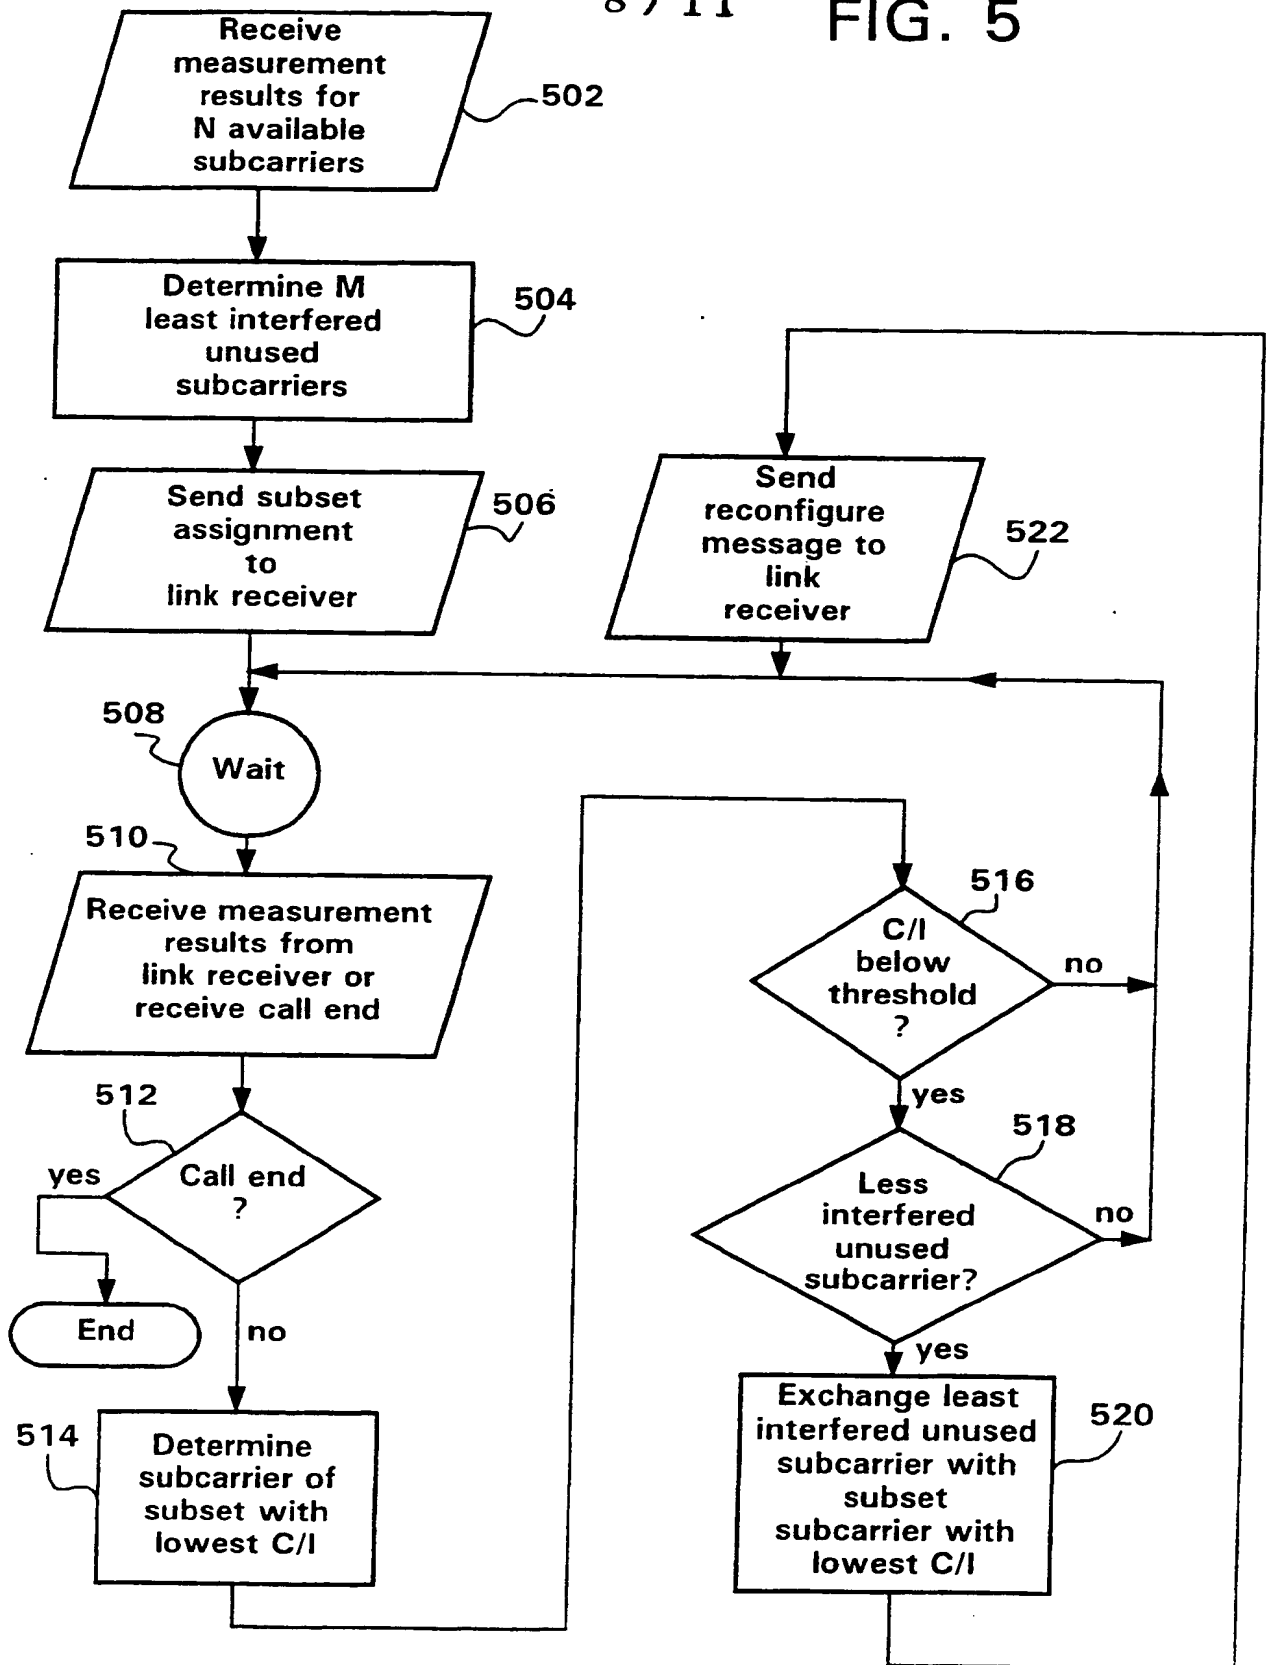 8/11
FIG. 5
Receive
measurement
results for
N available
subcarriers
502
Determine M
least interfered
unused
subcarriers
504
Send subset
assignment
to
link receiver
506
Send
reconfigure
message to
link
receiver
522
508
Wait
510
Receive measurement
results from
link receiver or
receive call end
512
Call end
?
yes
End
no
514
Determine
subcarrier of
subset with
lowest C/I
516
C/I
below
threshold
?
no
yes
518
Less
interfered
unused
subcarrier?
no
yes
Exchange least
interfered unused
subcarrier with
subset
subcarrier with
lowest C/I
520